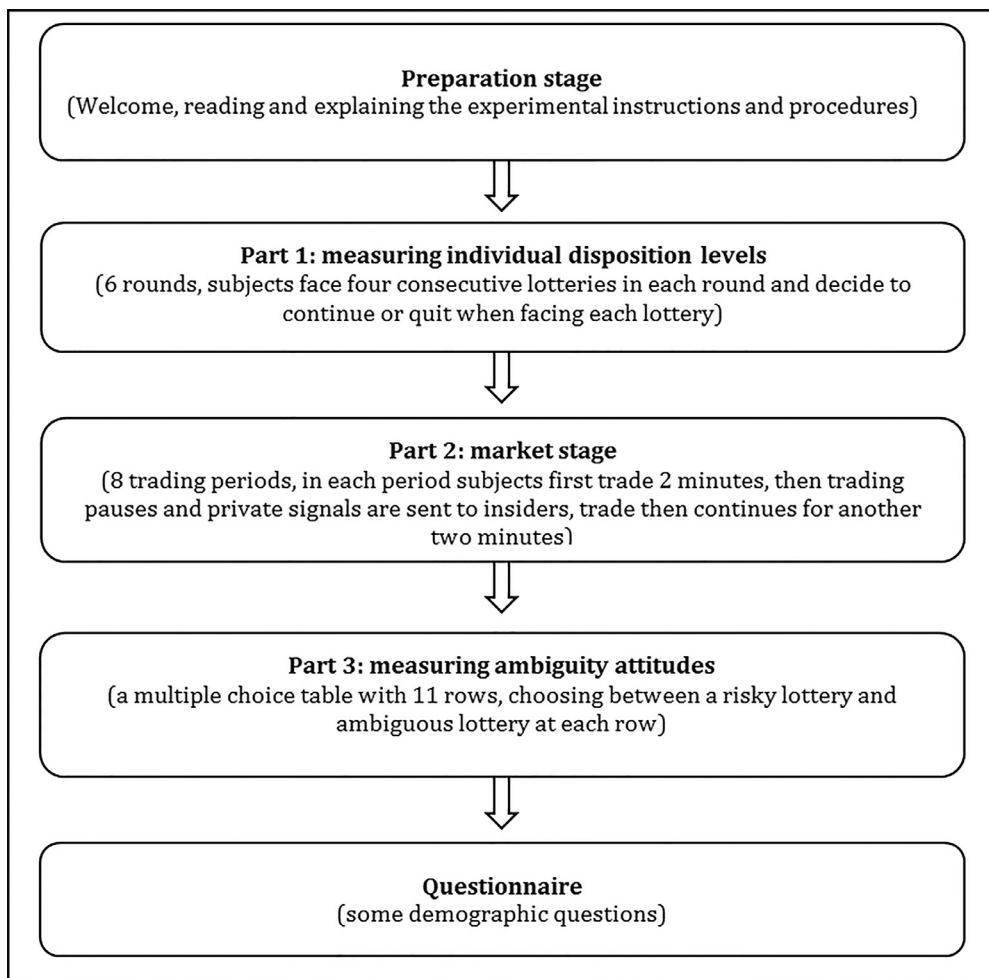 Preparation stage
(Welcome, reading and explaining the experimental instructions and procedures)
Part 1: measuring individual disposition levels
(6 rounds, subjects face four consecutive lotteries in each round and decide to
continue or quit when facing each lottery)
Part 2: market stage
(8 trading periods, in each period subjects first trade 2 minutes, then trading
pauses and private signals are sent to insiders, trade then continues for another
two minutes)
Part 3: measuring ambiguity attitudes
(a multiple choice table with 11 rows, choosing between a risky lottery and
ambiguous lottery at each row)
Questionnaire
(some demographic questions)